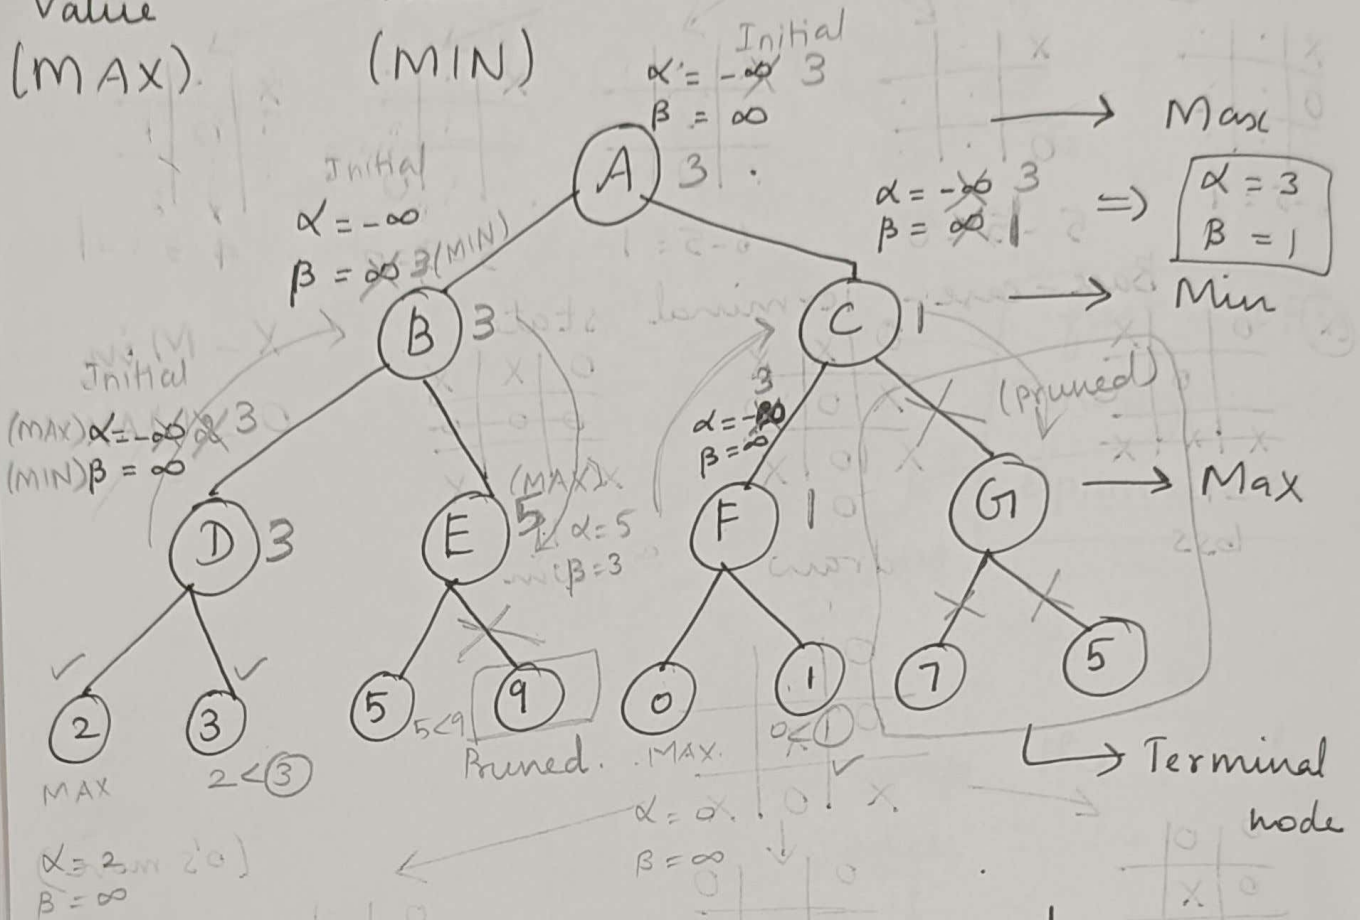 Value
(MAX). (MIN)
Initial
α = -∞ 3
β = ∞
→ Max
A 3
Initial
α = -∞
β = ∞ 3 (MIN)
α = -∞ 3
β = ∞ 1
⇒
α = 3
β = 1
→ Min
B 3
C 1
Initial
(MAX) α = -∞ 2 3
(MIN) β = ∞
3
α = -∞
β = ∞
(pruned)
D 3
E 5
(MAX)
α = 5
β = 3
F 1
G
→ Max
2
3
5
9
0
1
7
5
MAX
2 < 3
5 < 9
Pruned.
MAX.
0 < 1
→ Terminal
node
α = 2
β = ∞
α = 0
β = ∞